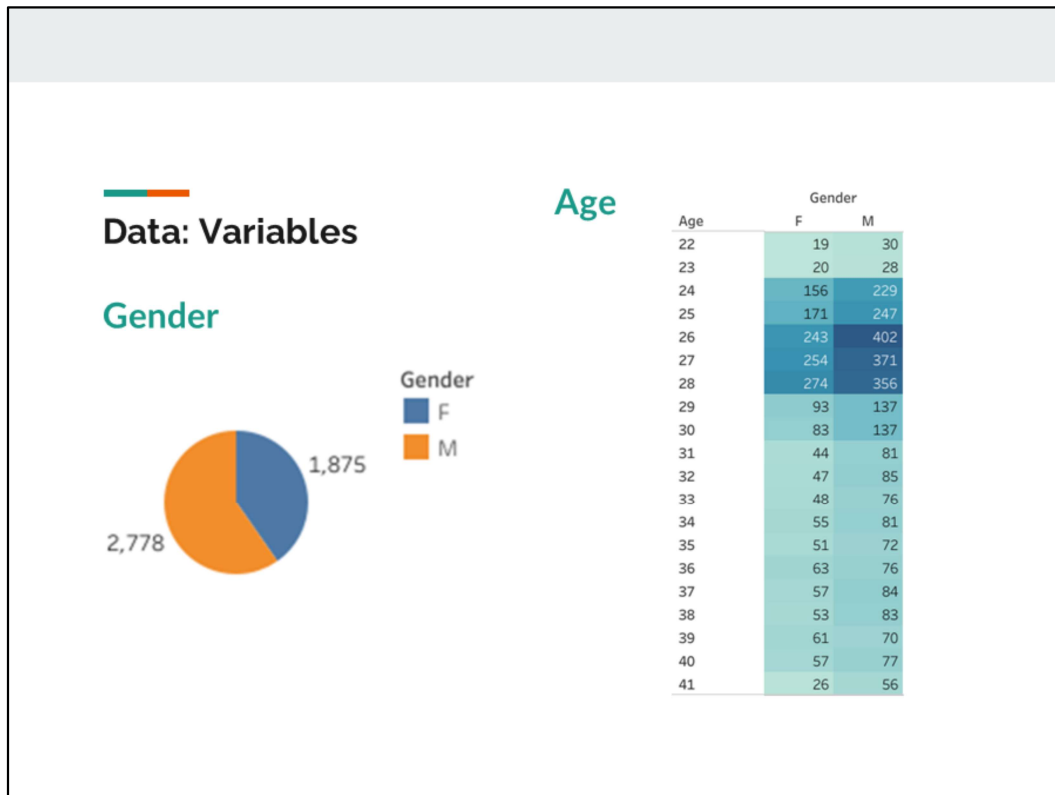 Data: Variables
Gender
Gender
F
M
1,875
2,778
Age
Gender
Age F M
22 19 30
23 20 28
24 156 229
25 171 247
26 243 402
27 254 371
28 274 356
29 93 137
30 83 137
31 44 81
32 47 85
33 48 76
34 55 81
35 51 72
36 63 76
37 57 84
38 53 83
39 61 70
40 57 77
41 26 56